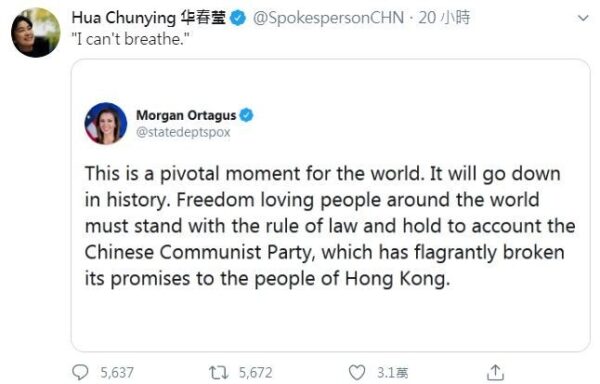 Hua Chunying 华春莹 @SpokespersonCHN · 20 小時
"I can't breathe."
Morgan Ortagus
@statedeptspox
This is a pivotal moment for the world. It will go down
in history. Freedom loving people around the world
must stand with the rule of law and hold to account the
Chinese Communist Party, which has flagrantly broken
its promises to the people of Hong Kong.
5,637 5,672 3.1萬